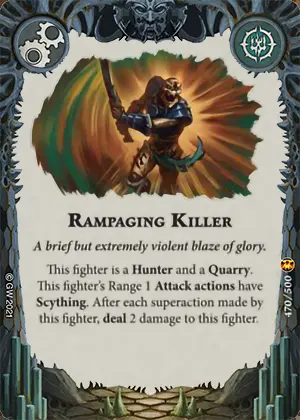 RAMPAGING KILLER
A brief but extremely violent blaze of glory.
This fighter is a Hunter and a Quarry.
This fighter's Range 1 Attack actions have
Scything. After each superaction made by
this fighter, deal 2 damage to this fighter.
© GW 2021
470/500